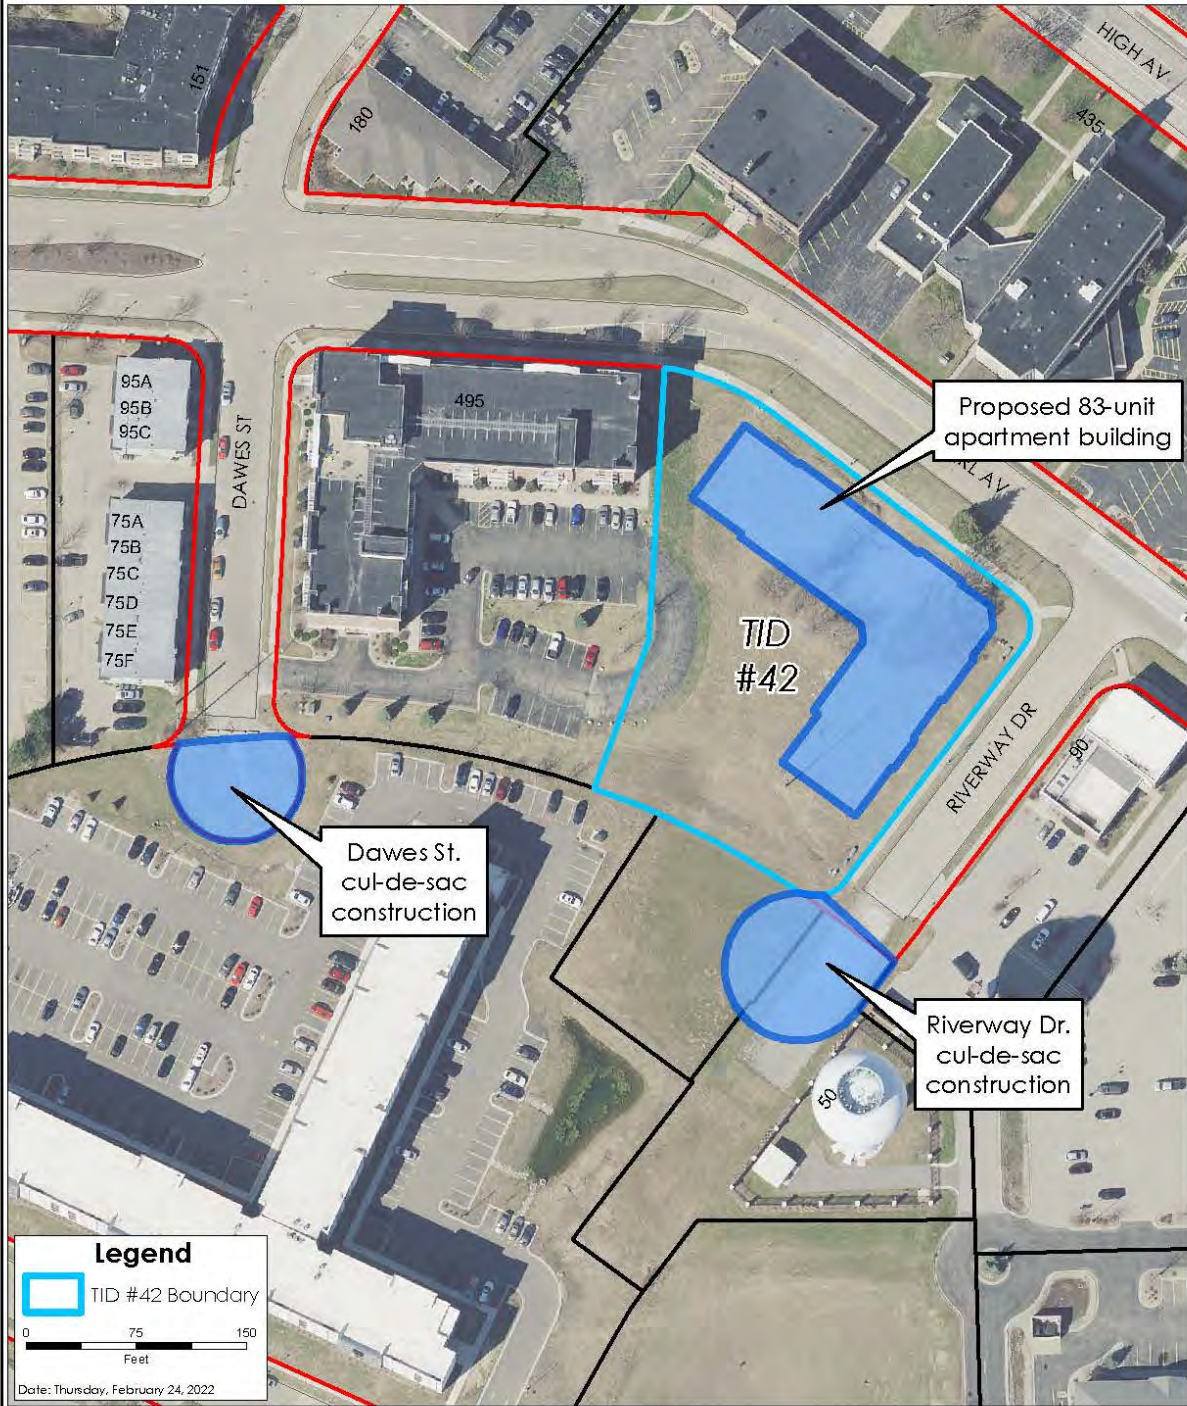 HIGH AV
151
180
435
495
95A
95B
95C
DAWES ST
Proposed 83-unit
apartment building
AV
75A
75B
75C
75D
75E
75F
TID
#42
RIVERWAY DR
90
Dawes St.
cul-de-sac
construction
Riverway Dr.
cul-de-sac
construction
50
Legend
TID #42 Boundary
0 75 150
Feet
Date: Thursday, February 24, 2022